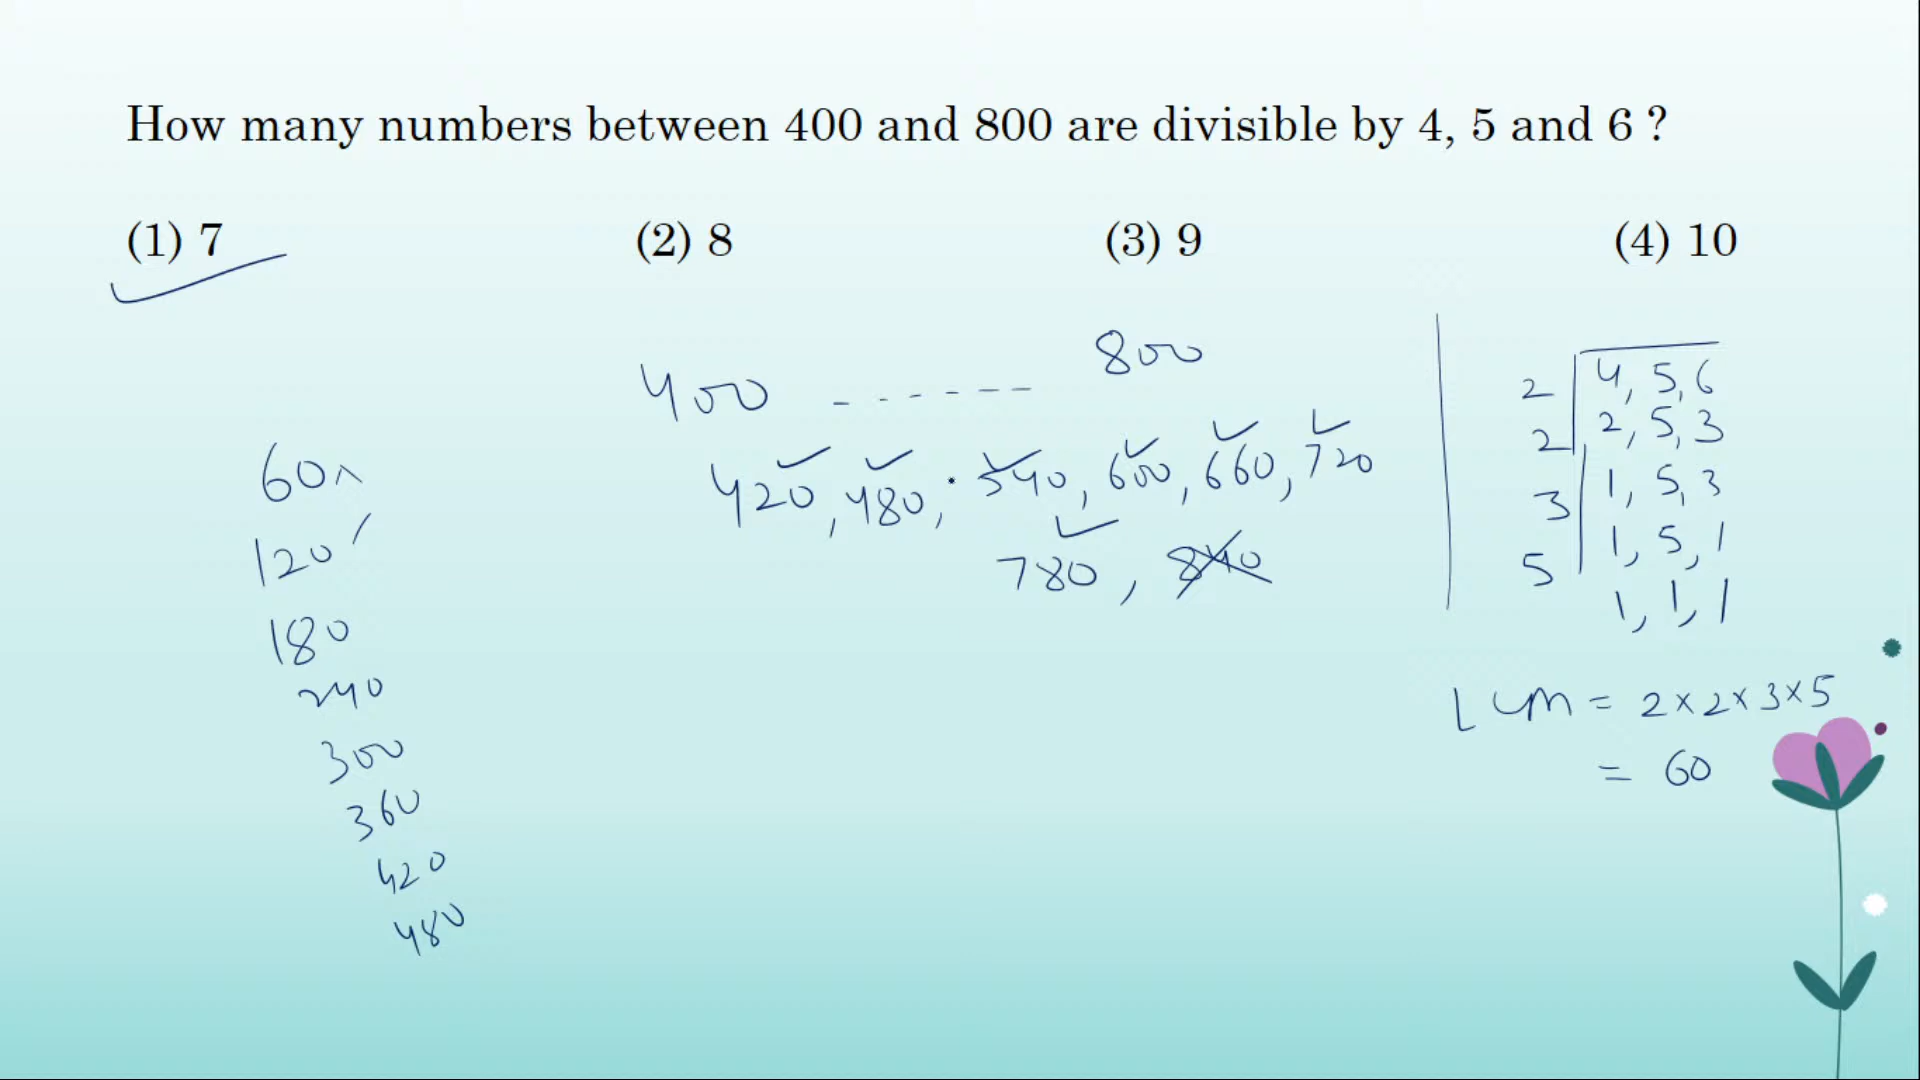 How many numbers between 400 and 800 are divisible by 4, 5 and 6 ?
(1) 7 (2) 8 (3) 9 (4) 10
400 ------ 800
420, 480, 540, 600, 660, 720
780, 840
60
120
180
240
300
360
420
480
2 4, 5, 6
2 2, 5, 3
3 1, 5, 3
5 1, 5, 1
1, 1, 1
LCM = 2×2×3×5
= 60